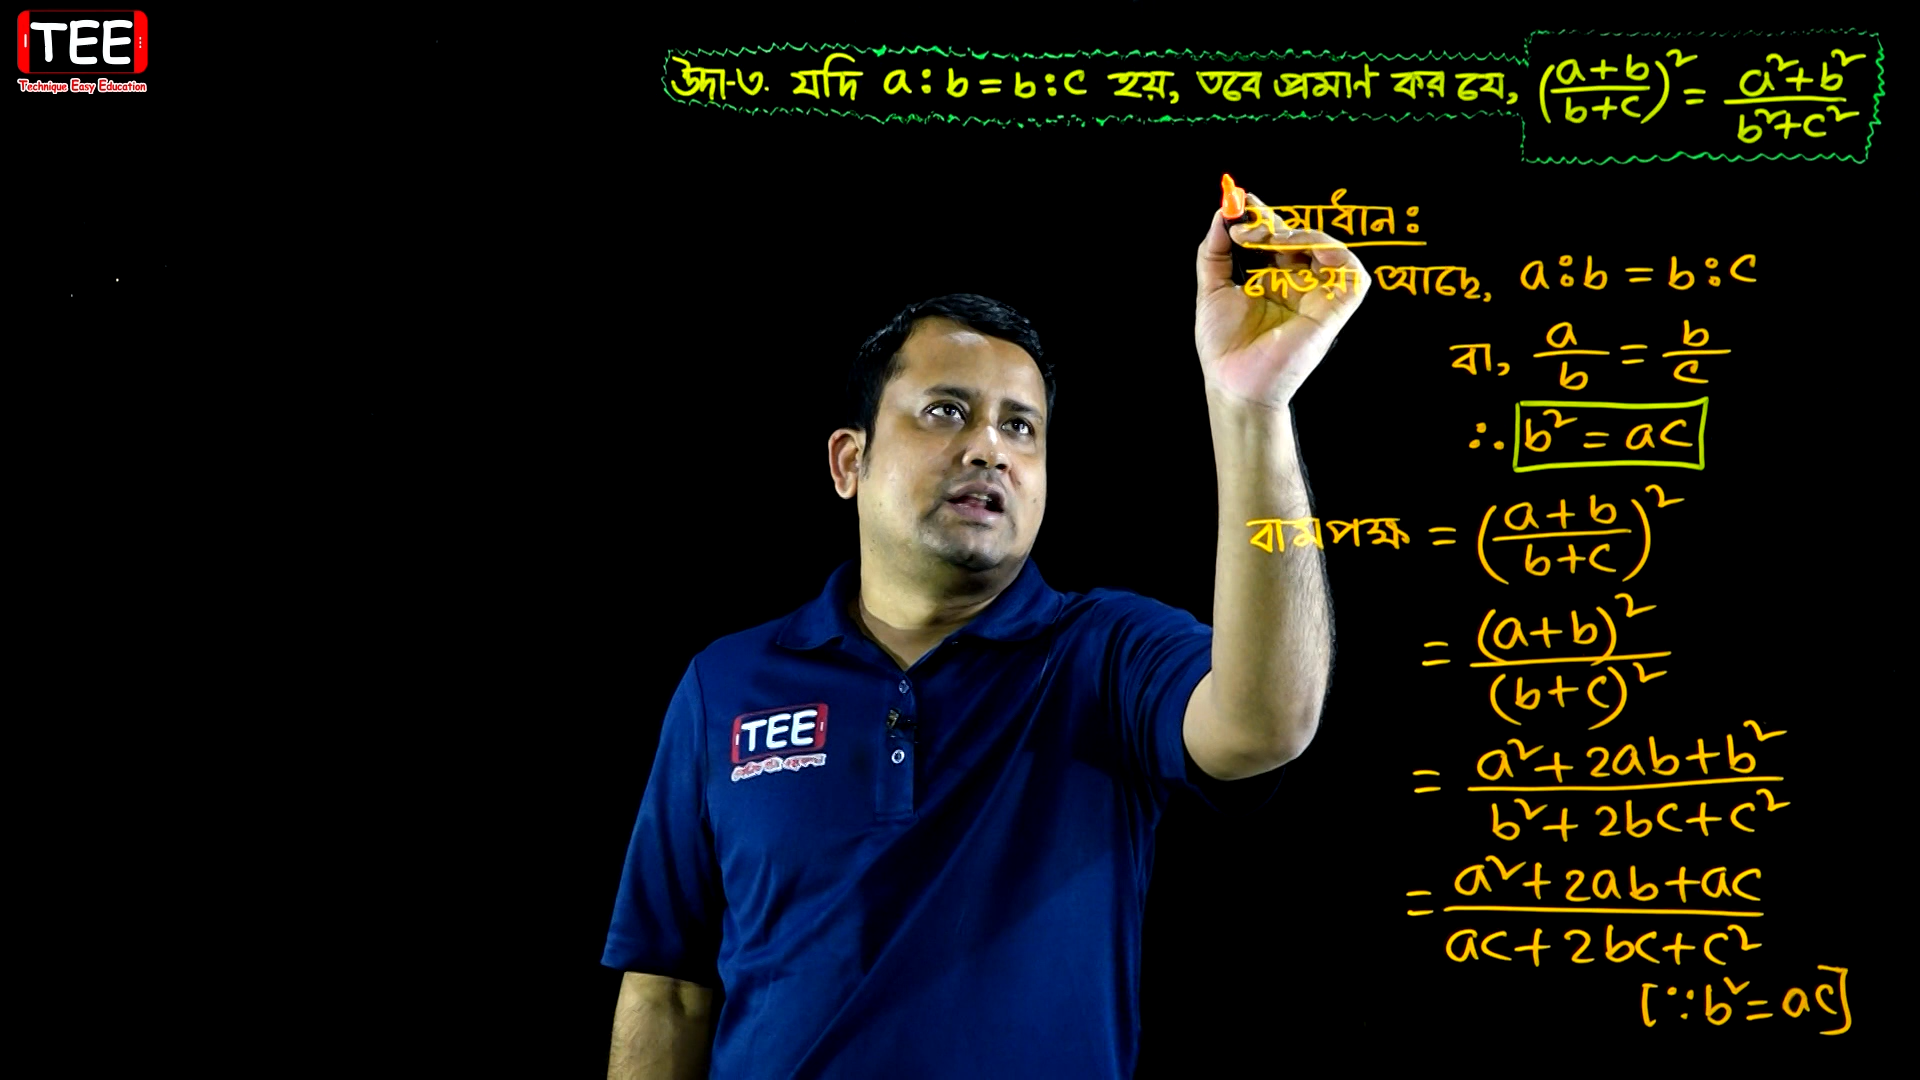 TEE
Technique Easy Education
উদা-৩. যদি a : b = b : c হয়, তবে প্রমাণ কর যে, ((a+b)/(b+c))² = (a²+b²)/(b²+c²)
সমাধান :
দেওয়া আছে, a : b = b : c
বা, a/b = b/c
∴ b² = ac
বামপক্ষ = ((a+b)/(b+c))²
= (a+b)²/(b+c)²
= (a²+2ab+b²)/(b²+2bc+c²)
= (a²+2ab+ac)/(ac+2bc+c²)
[∵ b² = ac]
TEE